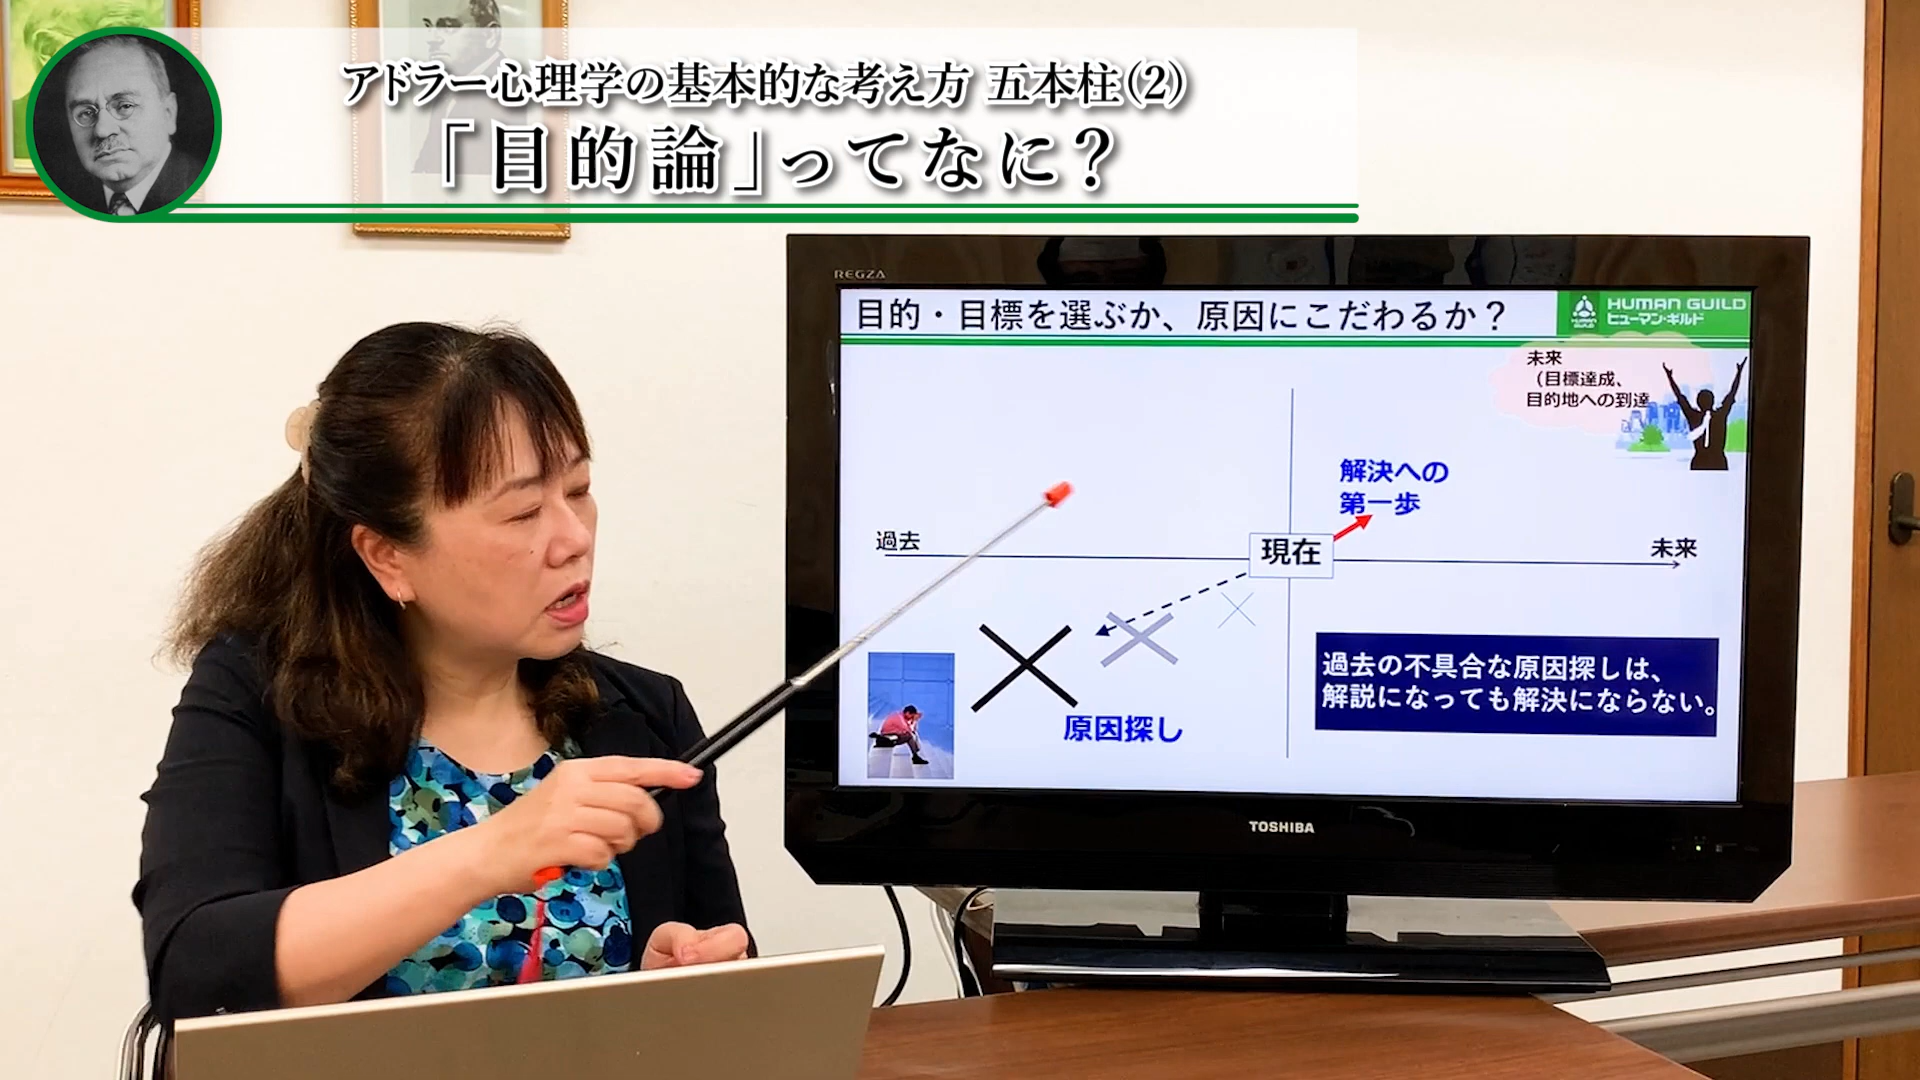 アドラー心理学の基本的な考え方 五本柱(2)
「目的論」ってなに？
REGZA
目的・目標を選ぶか、原因にこだわるか？
HUMAN GUILD
ヒューマン・ギルド
HUMAN
GUILD
未来
(目標達成、
目的地への到達
解決への
第一歩
過去
現在
未来
原因探し
過去の不具合な原因探しは、
解説になっても解決にならない。
TOSHIBA